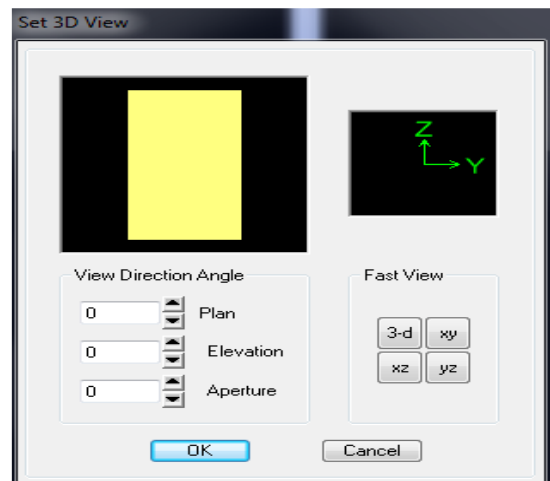 Set 3D View
Z
Y
View Direction Angle
0 Plan
0 Elevation
0 Aperture
Fast View
3-d xy
xz yz
OK Cancel